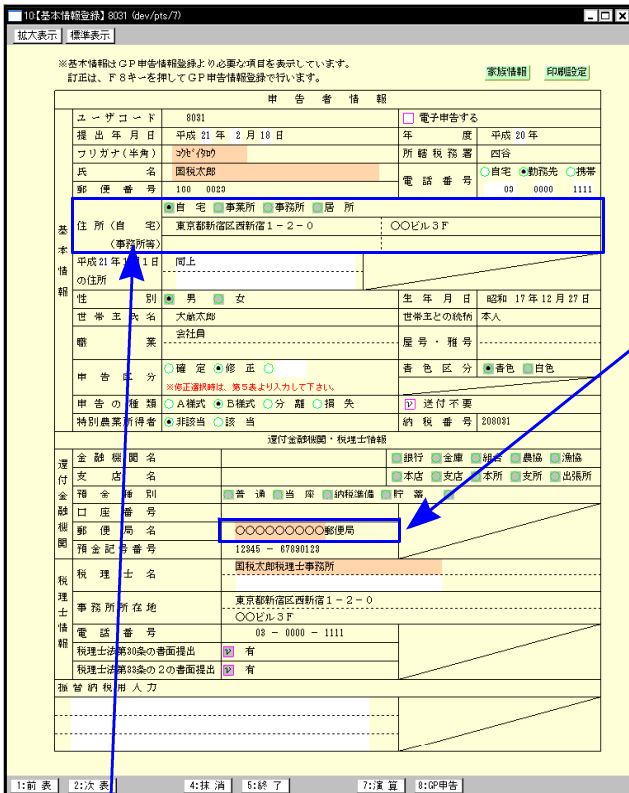 10:【基本情報登録】8031 (dev/pts/7)
拡大表示 標準表示
※基本情報はＧＰ申告情報登録より必要な項目を表示しています。
訂正は、Ｆ８キーを押してＧＰ申告情報登録で行います。
家族情報 印刷設定
申告者情報
ユーザコード 8031 電子申告する
提出年月日 平成 21 年 2 月 18 日 年度 平成 20 年
フリガナ(半角) ｺｸｾﾞｲﾀﾛｳ 所轄税務署 四谷
氏名 国税太郎 電話番号 自宅 勤務先 携帯
郵便番号 100 0023 03 0000 1111
自宅 事業所 事務所 居所
住所(自宅) 東京都新宿区西新宿１－２－０ ○○ビル３Ｆ
(事務所等)
基本情報
平成 21 年 1月 1日 同上
の住所
性別 男 女 生年月日 昭和 17 年 12 月 27 日
世帯主氏名 大蔵太郎 世帯主との続柄 本人
職業 会社員 屋号・雅号
申告区分 確定 修正 青色区分 青色 白色
※修正選択時は、第５表より入力して下さい。
申告の種類 Ａ様式 Ｂ様式 分離 損失 送付不要
特別農業所得者 非該当 該当 納税番号 208031
還付金融機関・税理士情報
還付金融機関
金融機関名 銀行 金庫 組合 農協 漁協
支店名 本店 支店 本所 支所 出張所
預金種別 普通 当座 納税準備 貯蓄
口座番号
郵便局名 ○○○○○○○○○郵便局
預金記号番号 12345 － 67890123
税理士情報
税理士名 国税太郎税理士事務所
事務所所在地 東京都新宿区西新宿１－２－０
○○ビル３Ｆ
電話番号 03 － 0000 － 1111
税理士法第30条の書面提出 有
税理士法第33条の２の書面提出 有
振替納税用入力
1:前表 2:次表 4:抹消 5:終了 7:演算 8:GP申告